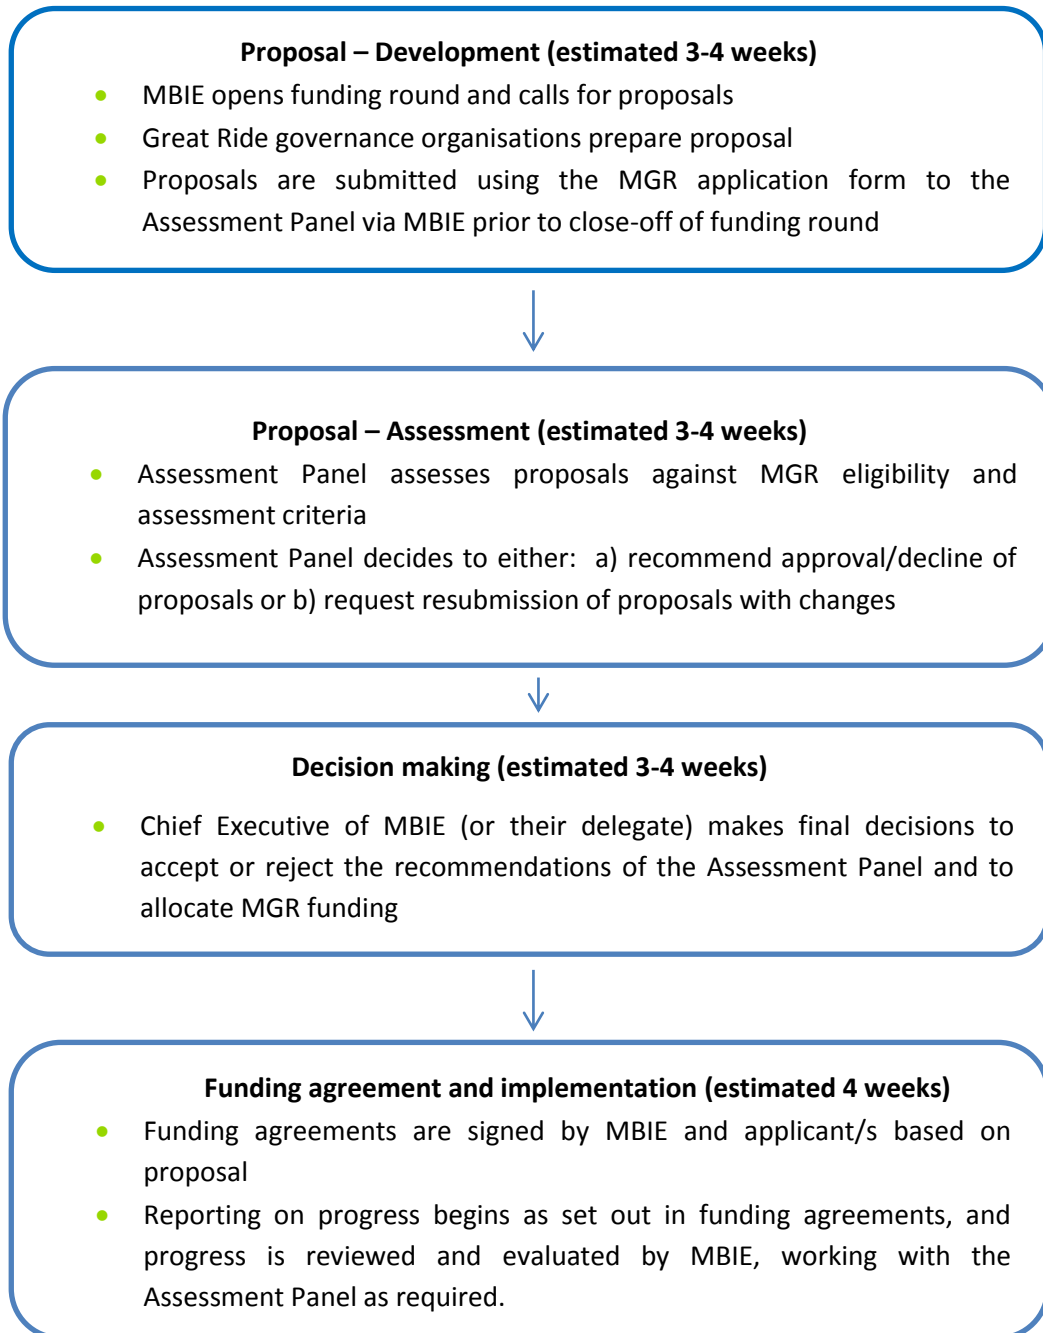 Proposal – Development (estimated 3-4 weeks)
• MBIE opens funding round and calls for proposals
• Great Ride governance organisations prepare proposal
• Proposals are submitted using the MGR application form to the
Assessment Panel via MBIE prior to close-off of funding round
Proposal – Assessment (estimated 3-4 weeks)
• Assessment Panel assesses proposals against MGR eligibility and
assessment criteria
• Assessment Panel decides to either: a) recommend approval/decline of
proposals or b) request resubmission of proposals with changes
Decision making (estimated 3-4 weeks)
• Chief Executive of MBIE (or their delegate) makes final decisions to
accept or reject the recommendations of the Assessment Panel and to
allocate MGR funding
Funding agreement and implementation (estimated 4 weeks)
• Funding agreements are signed by MBIE and applicant/s based on
proposal
• Reporting on progress begins as set out in funding agreements, and
progress is reviewed and evaluated by MBIE, working with the
Assessment Panel as required.